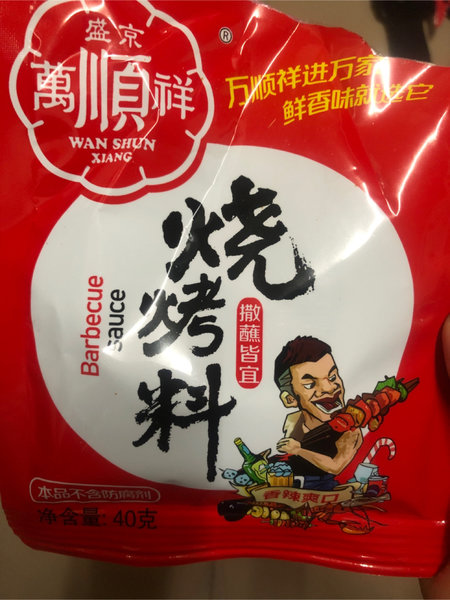 盛京
®
萬順祥
WAN SHUN
XIANG
万顺祥进万家
鲜香味就选它
烧烤料
Barbecue
sauce
撒蘸皆宜
香辣爽口
本品不含防腐剂
净含量: 40克